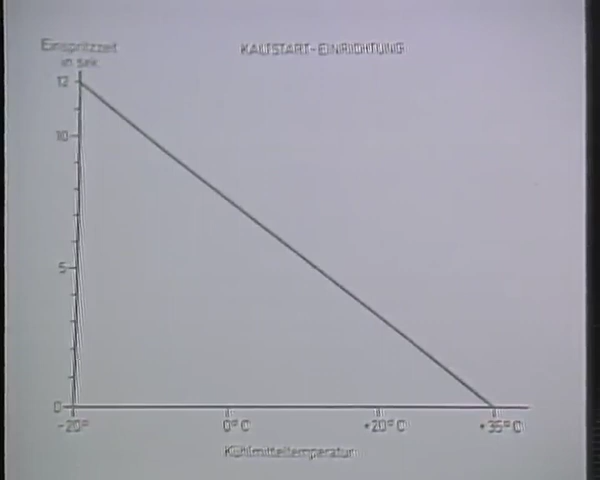 Einspritzzeit
in sek.
KALTSTART-EINRICHTUNG
12
10
5
0
-20°
0°C
+20°C
+35°C
Kühlmitteltemperatur